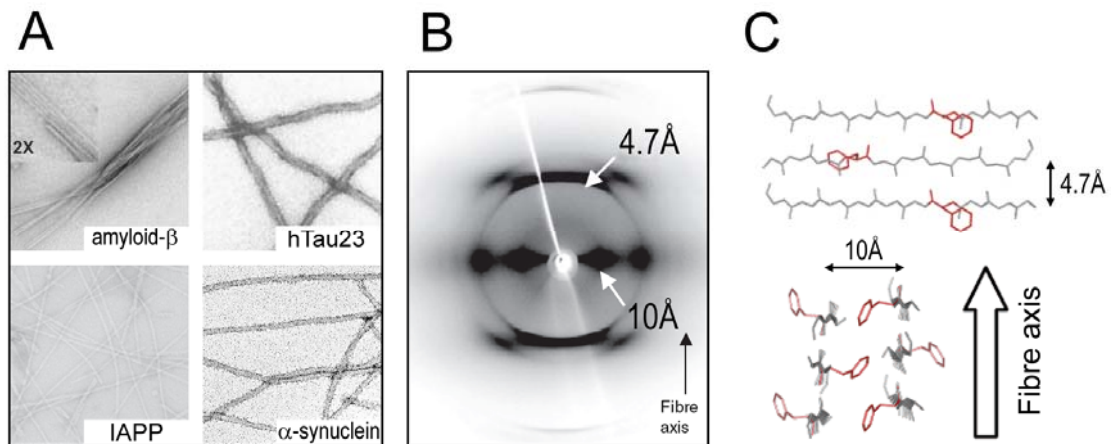 A
B
C
2X
amyloid-β
hTau23
IAPP
α-synuclein
4.7Å
10Å
Fibre
axis
4.7Å
10Å
Fibre axis